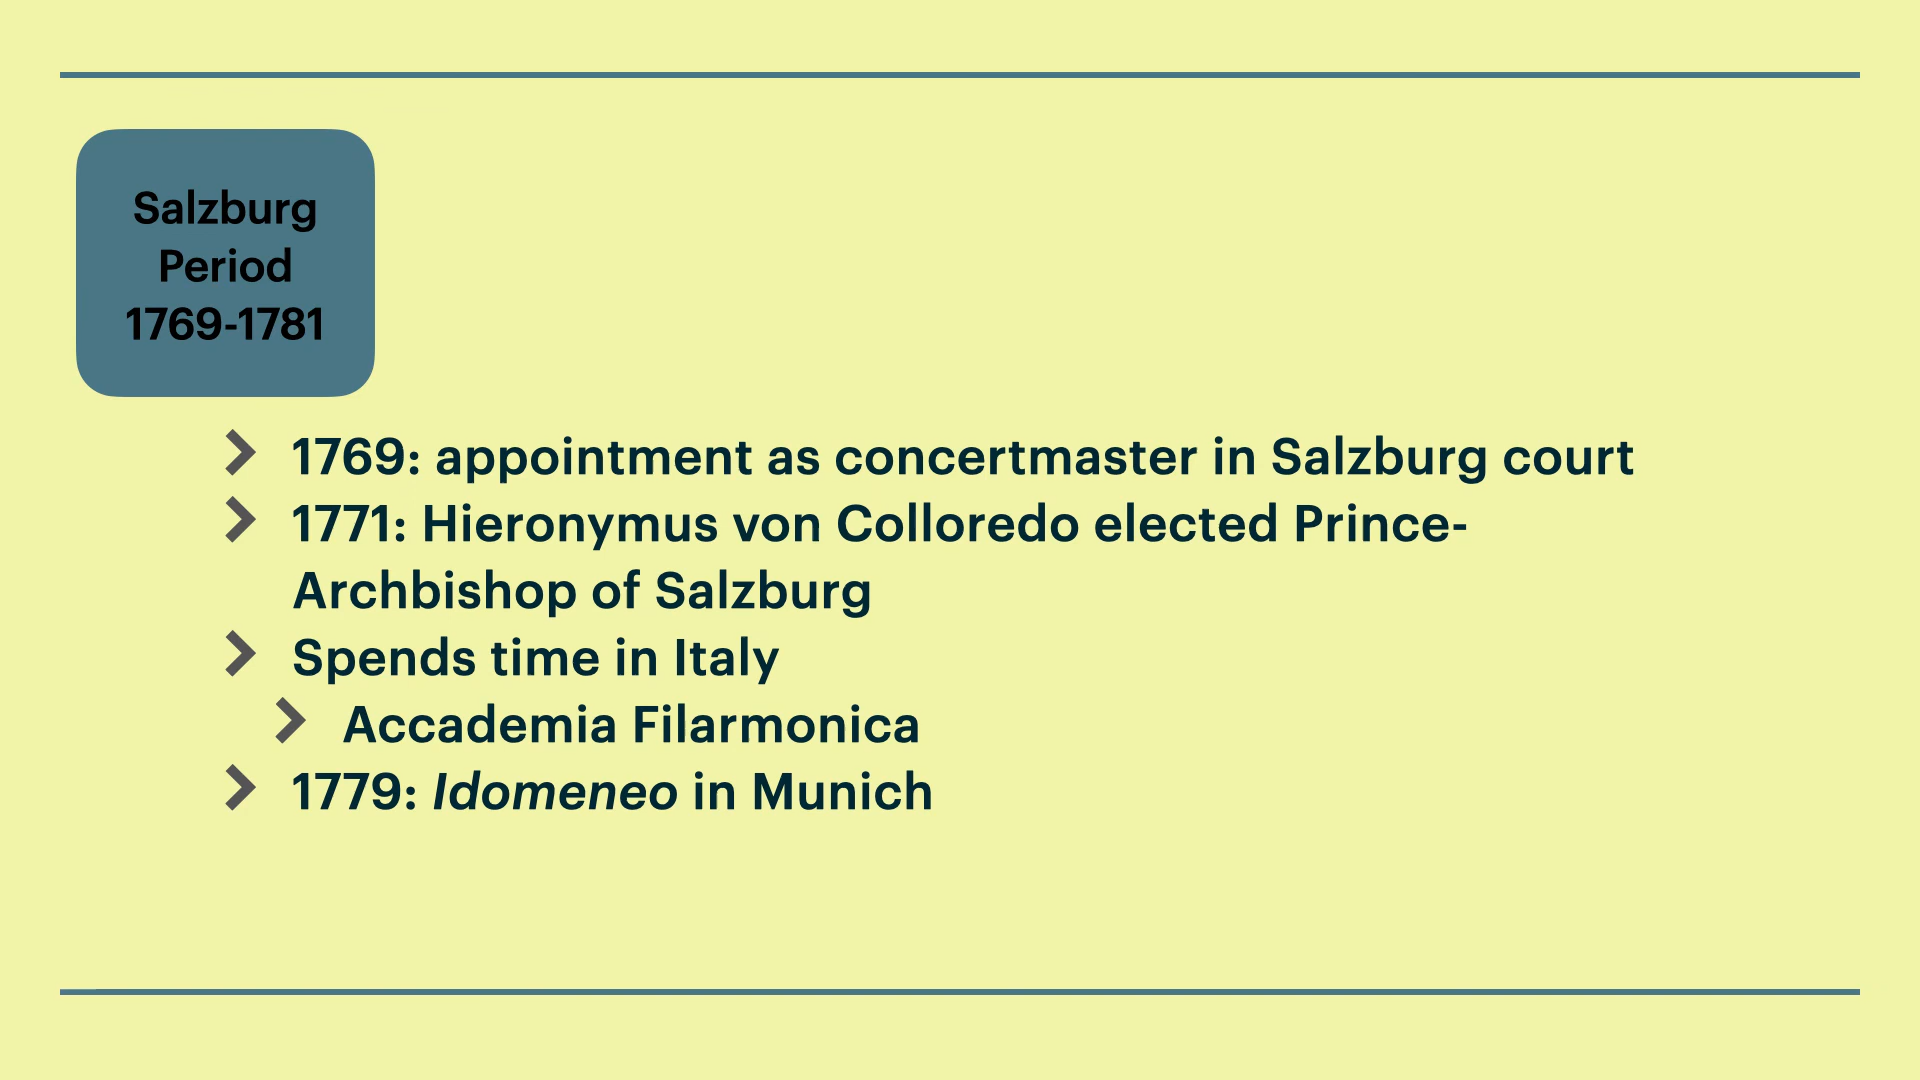 Salzburg
Period
1769-1781
1769: appointment as concertmaster in Salzburg court
1771: Hieronymus von Colloredo elected Prince-
Archbishop of Salzburg
Spends time in Italy
Accademia Filarmonica
1779: Idomeneo in Munich